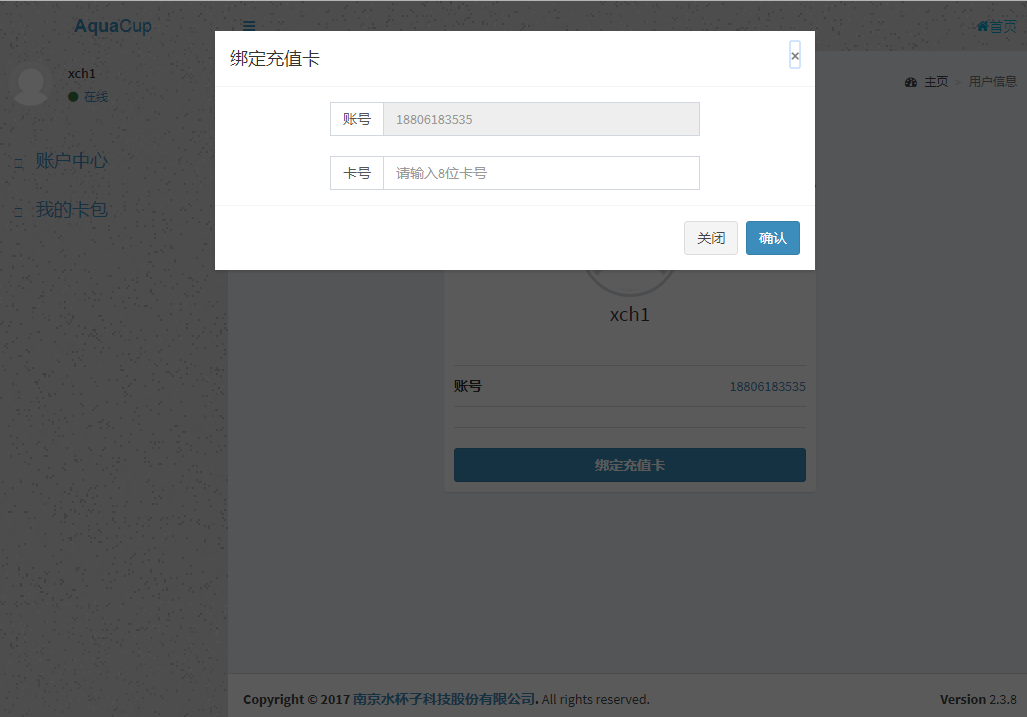 AquaCup
首页
绑定充值卡
×
xch1
在线
主页 > 用户信息
账号 18806183535
卡号 请输入8位卡号
账户中心
我的卡包
关闭 确认
xch1
账号 18806183535
绑定充值卡
Copyright © 2017 南京水杯子科技股份有限公司. All rights reserved. Version 2.3.8